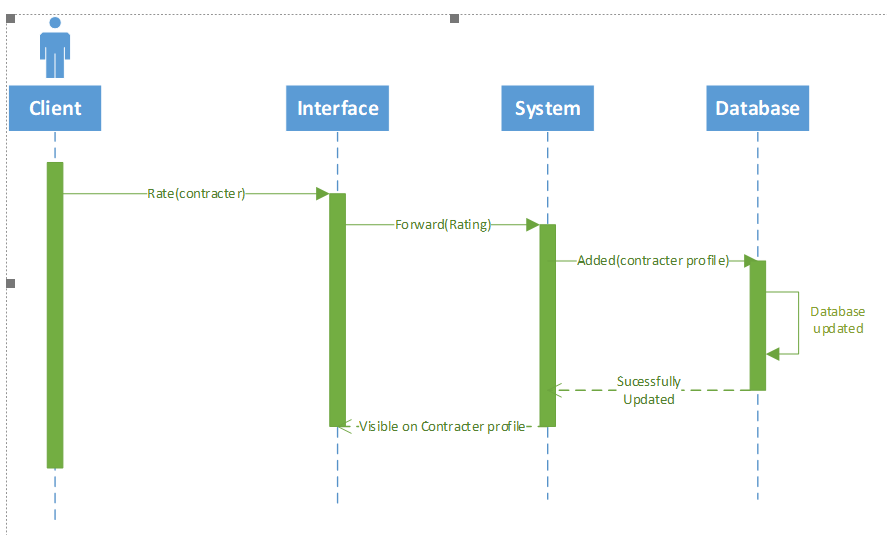 Client
Interface
System
Database
Rate(contracter)
Forward(Rating)
Added(contracter profile)
Database
updated
Sucessfully
Updated
Visible on Contracter profile